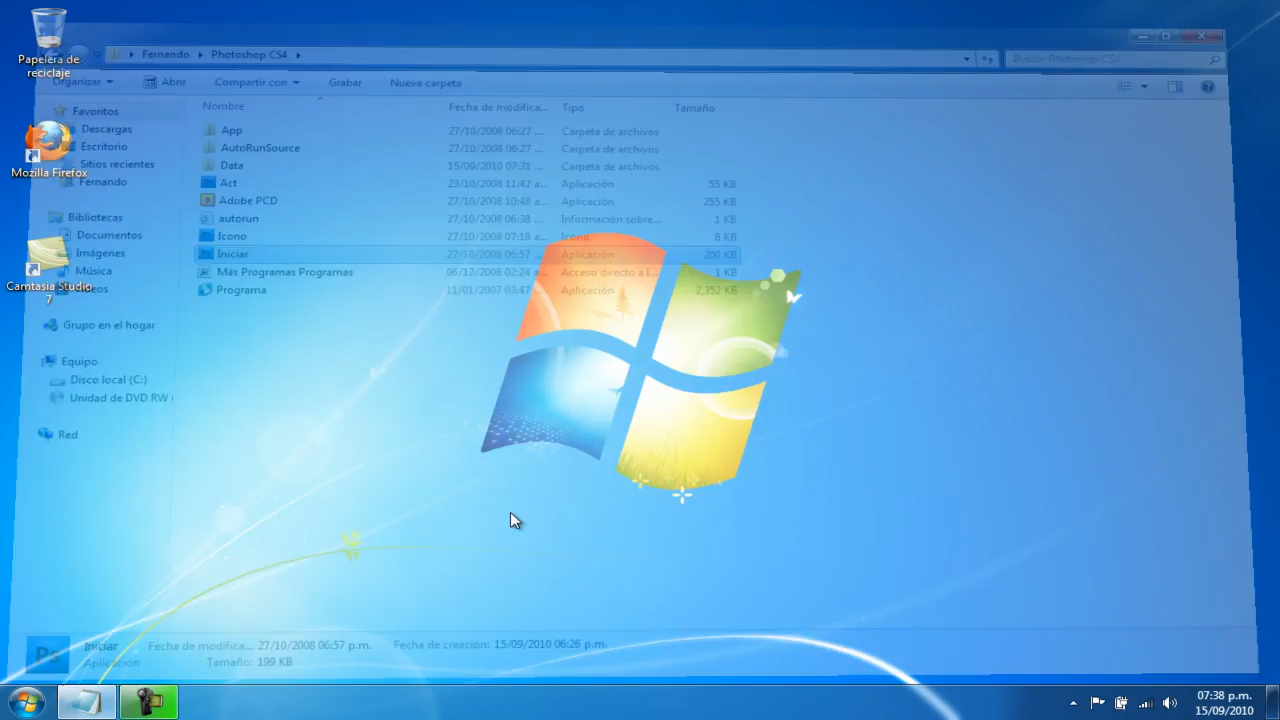 Papelera de
reciclaje
Mozilla Firefox
Camtasia Studio
7
Fernando
Photoshop CS4
Buscar Photoshop CS4
Organizar
Abrir
Compartir con
Grabar
Nueva carpeta
Favoritos
Descargas
Escritorio
Sitios recientes
Fernando
Bibliotecas
Documentos
Imágenes
Música
Grupo en el hogar
Equipo
Disco local (C:)
Unidad de DVD RW
Red
Nombre Fecha de modifica... Tipo Tamaño
App 27/10/2008 06:27 ... Carpeta de archivos
AutoRunSource 27/10/2008 06:27 ... Carpeta de archivos
Data 15/09/2010 07:31 ... Carpeta de archivos
Act 23/10/2008 11:42 a... Aplicación 55 KB
Adobe PCD 27/10/2008 10:48 a... Aplicación 255 KB
autorun 27/10/2008 06:38 ... Información sobre... 1 KB
Icono 27/10/2008 07:18 a... Icono 8 KB
Iniciar 27/10/2008 06:57 ... Aplicación 200 KB
Más Programas Programas 06/12/2008 02:24 a... Acceso directo a I... 1 KB
Programa 11/01/2007 03:47 ... Aplicación 2,352 KB
Ps
Iniciar Fecha de modifica... 27/10/2008 06:57 p.m. Fecha de creación: 15/09/2010 06:26 p.m.
Aplicación Tamaño: 199 KB
07:38 p.m.
15/09/2010